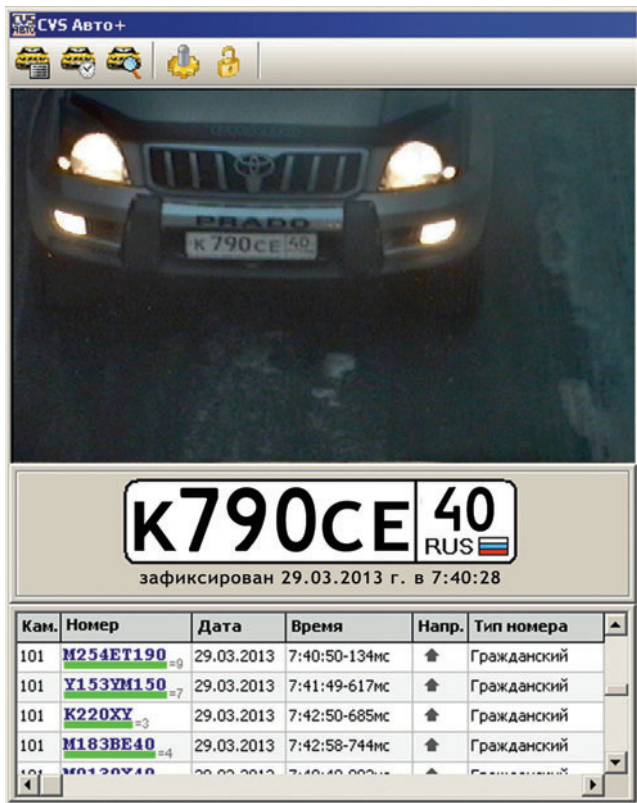 CVS Авто+
PRADO
К 790 СЕ 40
К790СЕ 40
RUS
зафиксирован 29.03.2013 г. в 7:40:28
Кам. Номер Дата Время Напр. Тип номера
101 М254ЕТ190 =9 29.03.2013 7:40:50-134мс Гражданский
101 У153УМ150 =7 29.03.2013 7:41:49-617мс Гражданский
101 К220ХУ =3 29.03.2013 7:42:50-685мс Гражданский
101 М183ВЕ40 =4 29.03.2013 7:42:58-744мс Гражданский